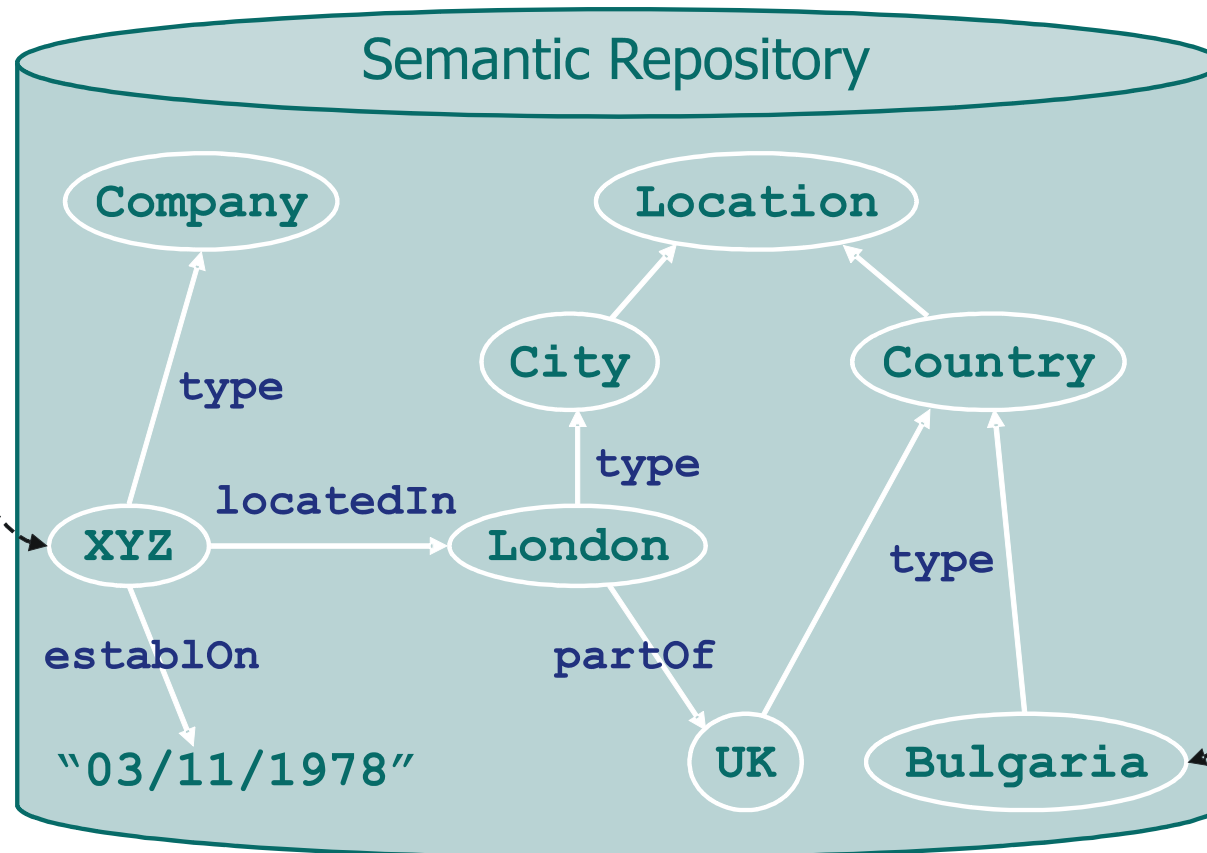 Semantic Repository
Company
Location
City
Country
type
type
locatedIn
XYZ
London
type
establOn
partOf
“03/11/1978”
UK
Bulgaria